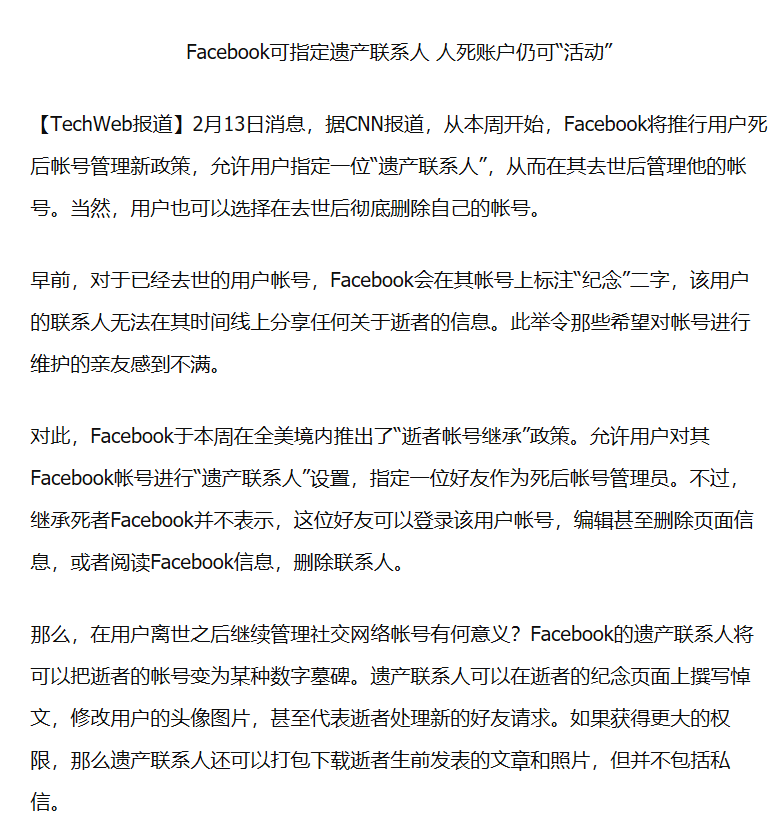 Facebook可指定遗产联系人 人死账户仍可“活动”
【TechWeb报道】2月13日消息，据CNN报道，从本周开始，Facebook将推行用户死
后帐号管理新政策，允许用户指定一位“遗产联系人”，从而在其去世后管理他的帐
号。当然，用户也可以选择在去世后彻底删除自己的帐号。
早前，对于已经去世的用户帐号，Facebook会在其帐号上标注“纪念”二字，该用户
的联系人无法在其时间线上分享任何关于逝者的信息。此举令那些希望对帐号进行
维护的亲友感到不满。
对此，Facebook于本周在全美境内推出了“逝者帐号继承”政策。允许用户对其
Facebook帐号进行“遗产联系人”设置，指定一位好友作为死后帐号管理员。不过，
继承死者Facebook并不表示，这位好友可以登录该用户帐号，编辑甚至删除页面信
息，或者阅读Facebook信息，删除联系人。
那么，在用户离世之后继续管理社交网络帐号有何意义？Facebook的遗产联系人将
可以把逝者的帐号变为某种数字墓碑。遗产联系人可以在逝者的纪念页面上撰写悼
文，修改用户的头像图片，甚至代表逝者处理新的好友请求。如果获得更大的权
限，那么遗产联系人还可以打包下载逝者生前发表的文章和照片，但并不包括私
信。